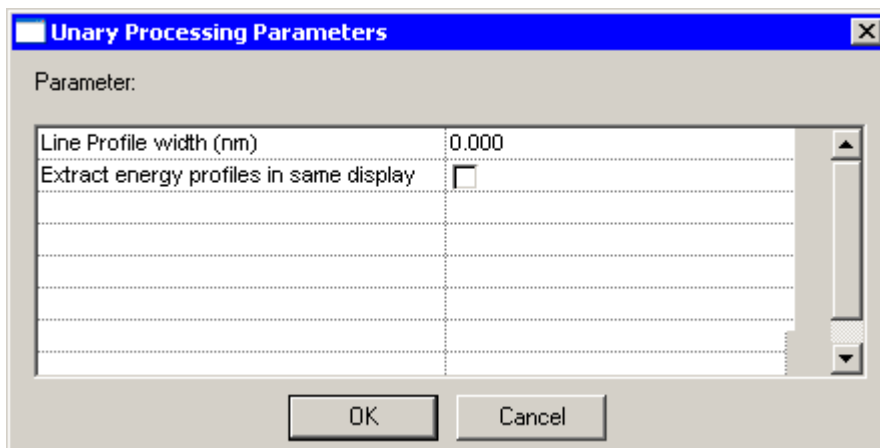 Unary Processing Parameters
Parameter:
Line Profile width (nm) 0.000
Extract energy profiles in same display
OK Cancel